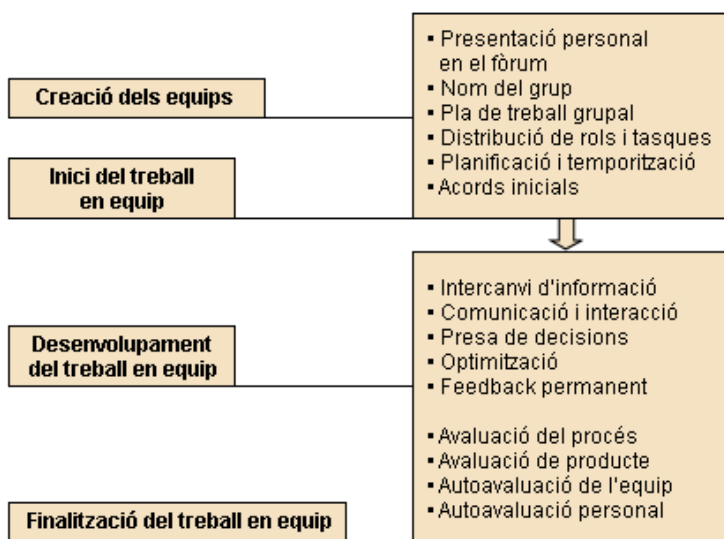 Creació dels equips
Inici del treball
en equip
▪ Presentació personal
en el fòrum
▪ Nom del grup
▪ Pla de treball grupal
▪ Distribució de rols i tasques
▪ Planificació i temporització
▪ Acords inicials
Desenvolupament
del treball en equip
▪ Intercanvi d'informació
▪ Comunicació i interacció
▪ Presa de decisions
▪ Optimització
▪ Feedback permanent
Finalització del treball en equip
▪ Avaluació del procés
▪ Avaluació de producte
▪ Autoavaluació de l'equip
▪ Autoavaluació personal